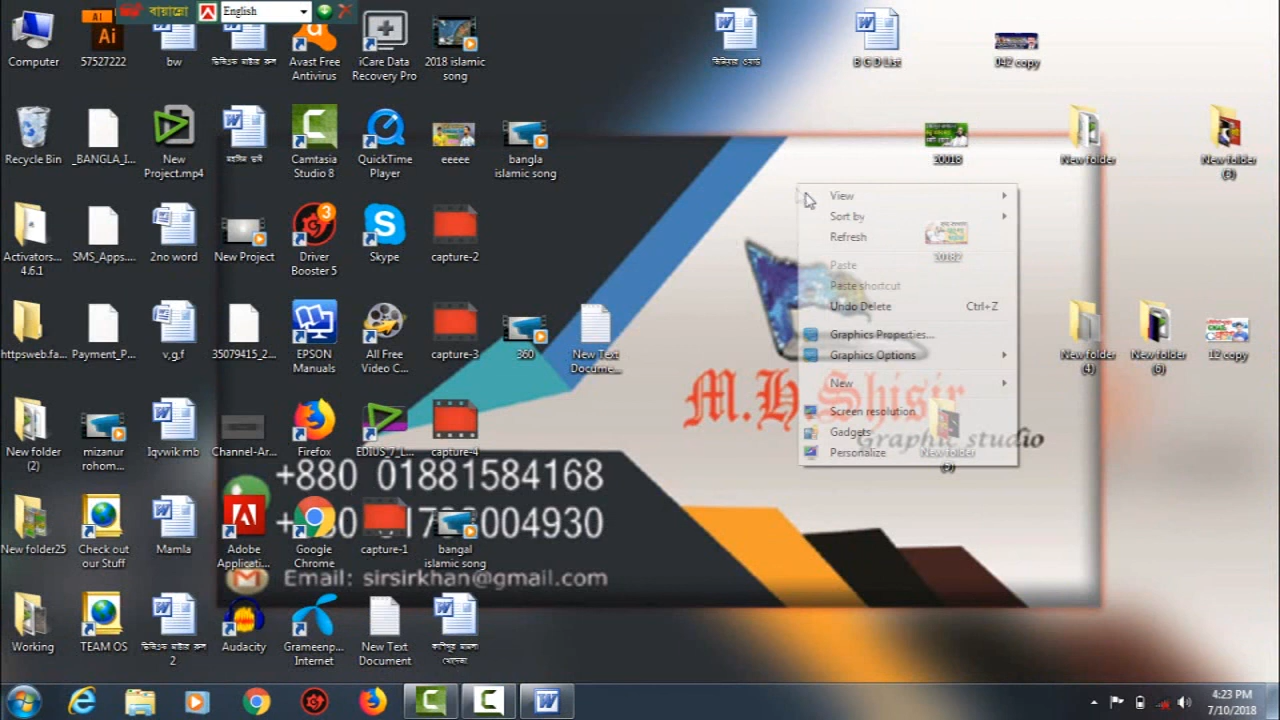 বায়ান্নো
English
Computer
57527222
bw
Avast Free
Antivirus
iCare Data
Recovery Pro
2018 islamic
song
B G D List
042 copy
Recycle Bin
_BANGLA_I...
New
Project.mp4
Camtasia
Studio 8
QuickTime
Player
eeeee
bangla
islamic song
20018
New folder
New folder
(3)
Activators...
4.6.1
SMS_Apps....
2no word
New Project
Driver
Booster 5
Skype
capture-2
20182
View
Sort by
Refresh
Paste
Paste shortcut
Undo Delete Ctrl+Z
Graphics Properties...
Graphics Options
New
Screen resolution
Gadgets
Personalize
httpsweb.fa...
Payment_P...
v,g,f
35079415_2...
EPSON
Manuals
All Free
Video C...
capture-3
360
New Text
Docume...
New folder
(4)
New folder
(6)
12 copy
M.H Shisir
Graphic studio
New folder
(2)
mizanur
rohom...
Iqvwik mb
Channel-Ar...
Firefox
EDIUS_7_L...
capture-4
New folder
(5)
+880 01881584168
New folder25
Check out
our Stuff
Mamla
Adobe
Applicati...
Google
Chrome
capture-1
bangal
islamic song
Email: sirsirkhan@gmail.com
Working
TEAM OS
2
Audacity
Grameenp...
Internet
New Text
Document
4:23 PM
7/10/2018